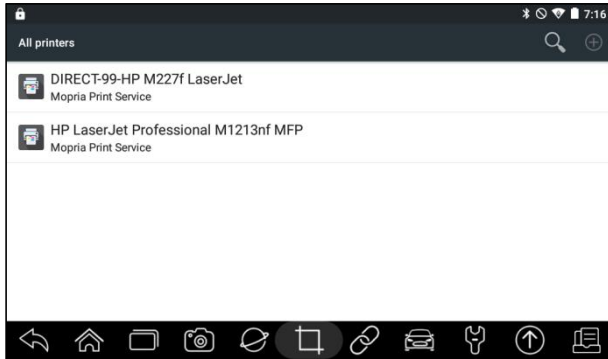 7:16
All printers
DIRECT-99-HP M227f LaserJet
Mopria Print Service
HP LaserJet Professional M1213nf MFP
Mopria Print Service